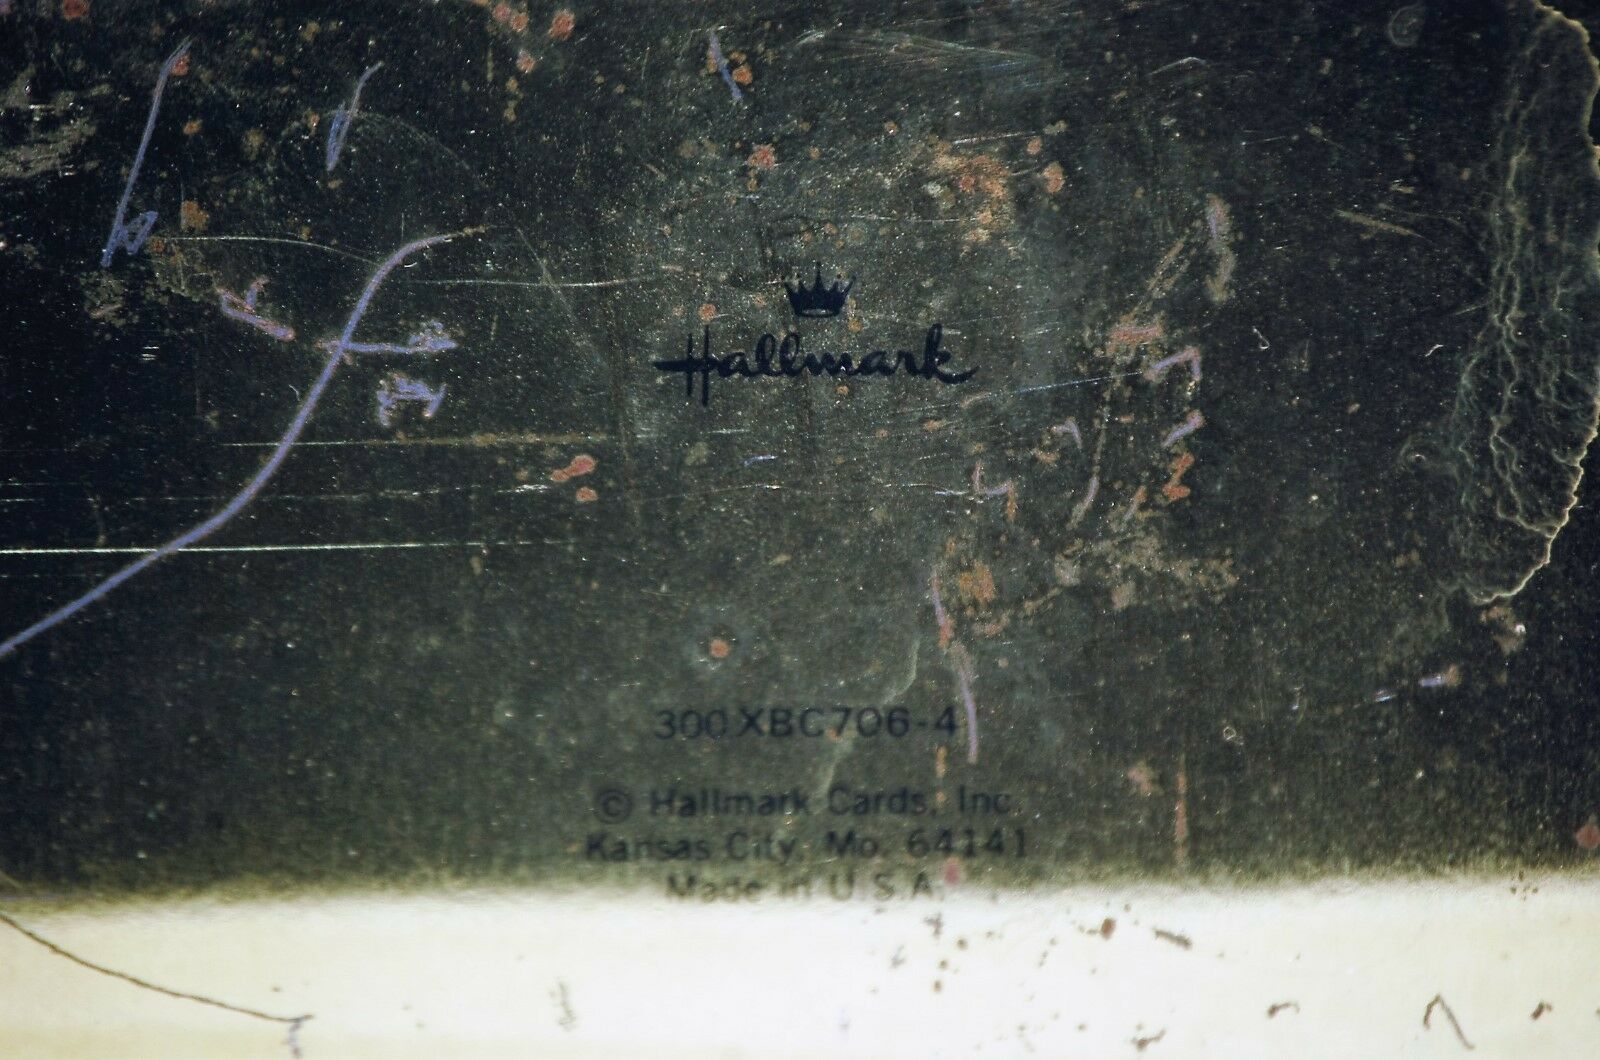 Hallmark
300XBC706-4
© Hallmark Cards, Inc.
Kansas City, Mo. 64141
Made in U.S.A.